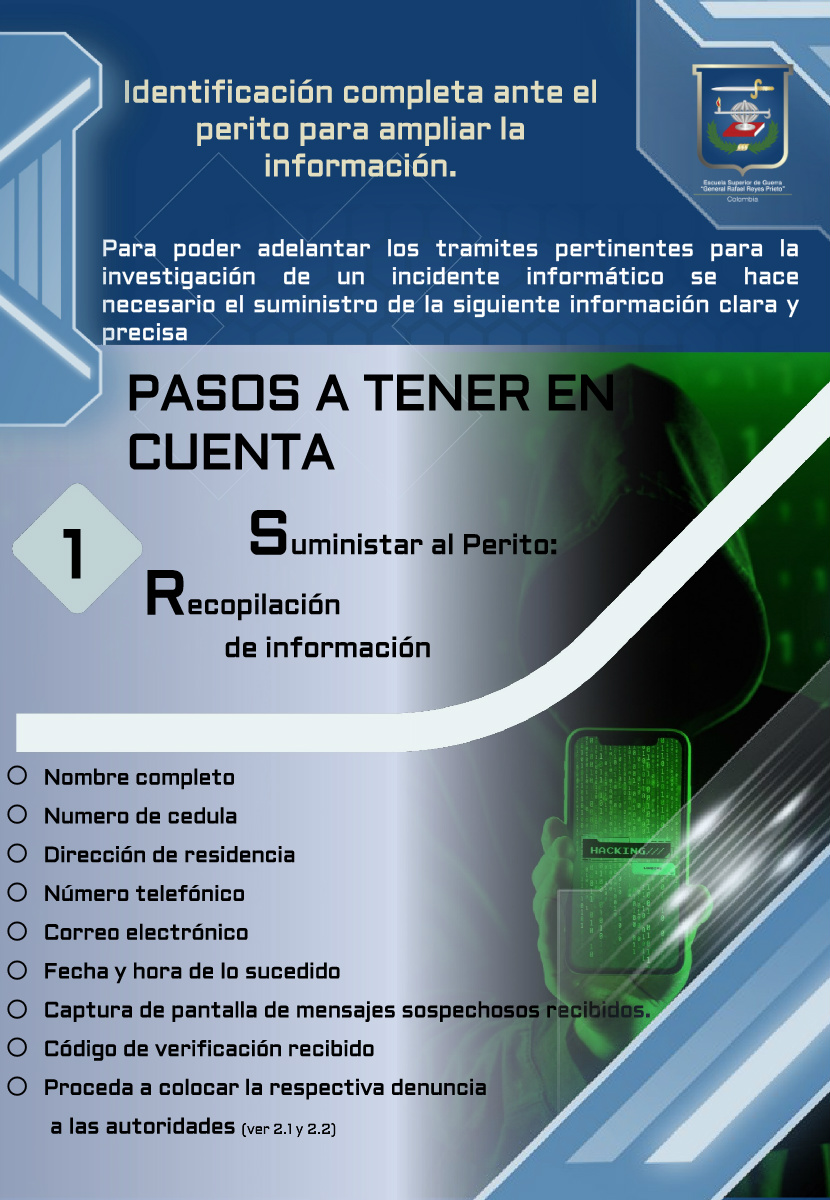 Identificación completa ante el
perito para ampliar la
información.
Escuela Superior de Guerra
"General Rafael Reyes Prieto"
Colombia
Para poder adelantar los tramites pertinentes para la
investigación de un incidente informático se hace
necesario el suministro de la siguiente información clara y
precisa
PASOS A TENER EN
CUENTA
1
Suministar al Perito:
Recopilación
de información
HACKING///
Nombre completo
Numero de cedula
Dirección de residencia
Número telefónico
Correo electrónico
Fecha y hora de lo sucedido
Captura de pantalla de mensajes sospechosos recibidos.
Código de verificación recibido
Proceda a colocar la respectiva denuncia
a las autoridades (ver 2.1 y 2.2)